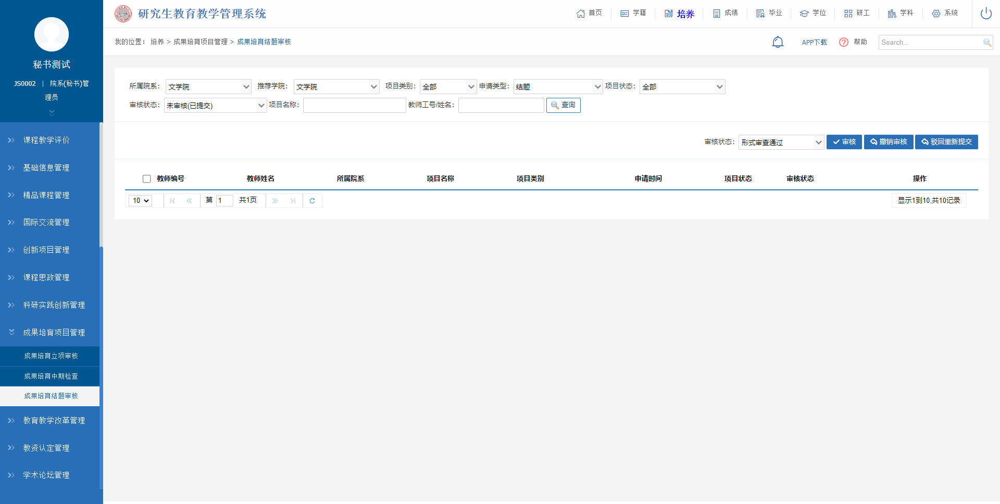 研究生教育教学管理系统
首页 学籍 培养 成绩 毕业 学位 研工 学科 系统
秘书测试
JS0002 | 院系(秘书)管
理员
我的位置： 培养 > 成果培育项目管理 > 成果培育结题审核
APP下载 帮助 Search...
课程教学评价
基础信息管理
精品课程管理
国际交流管理
创新项目管理
课程思政管理
科研实践创新管理
成果培育项目管理
成果培育立项审核
成果培育中期检查
成果培育结题审核
教育教学改革管理
教资认定管理
学术论坛管理
所属院系： 文学院 推荐学院： 文学院 项目类别： 全部 申请类型： 结题 项目状态： 全部
审核状态： 未审核(已提交) 项目名称： 教师工号/姓名： 查询
审核状态： 形式审查通过 审核 撤销审核 驳回重新提交
教师编号 教师姓名 所属院系 项目名称 项目类别 申请时间 项目状态 审核状态 操作
10 第 1 共1页 显示1到10,共10记录